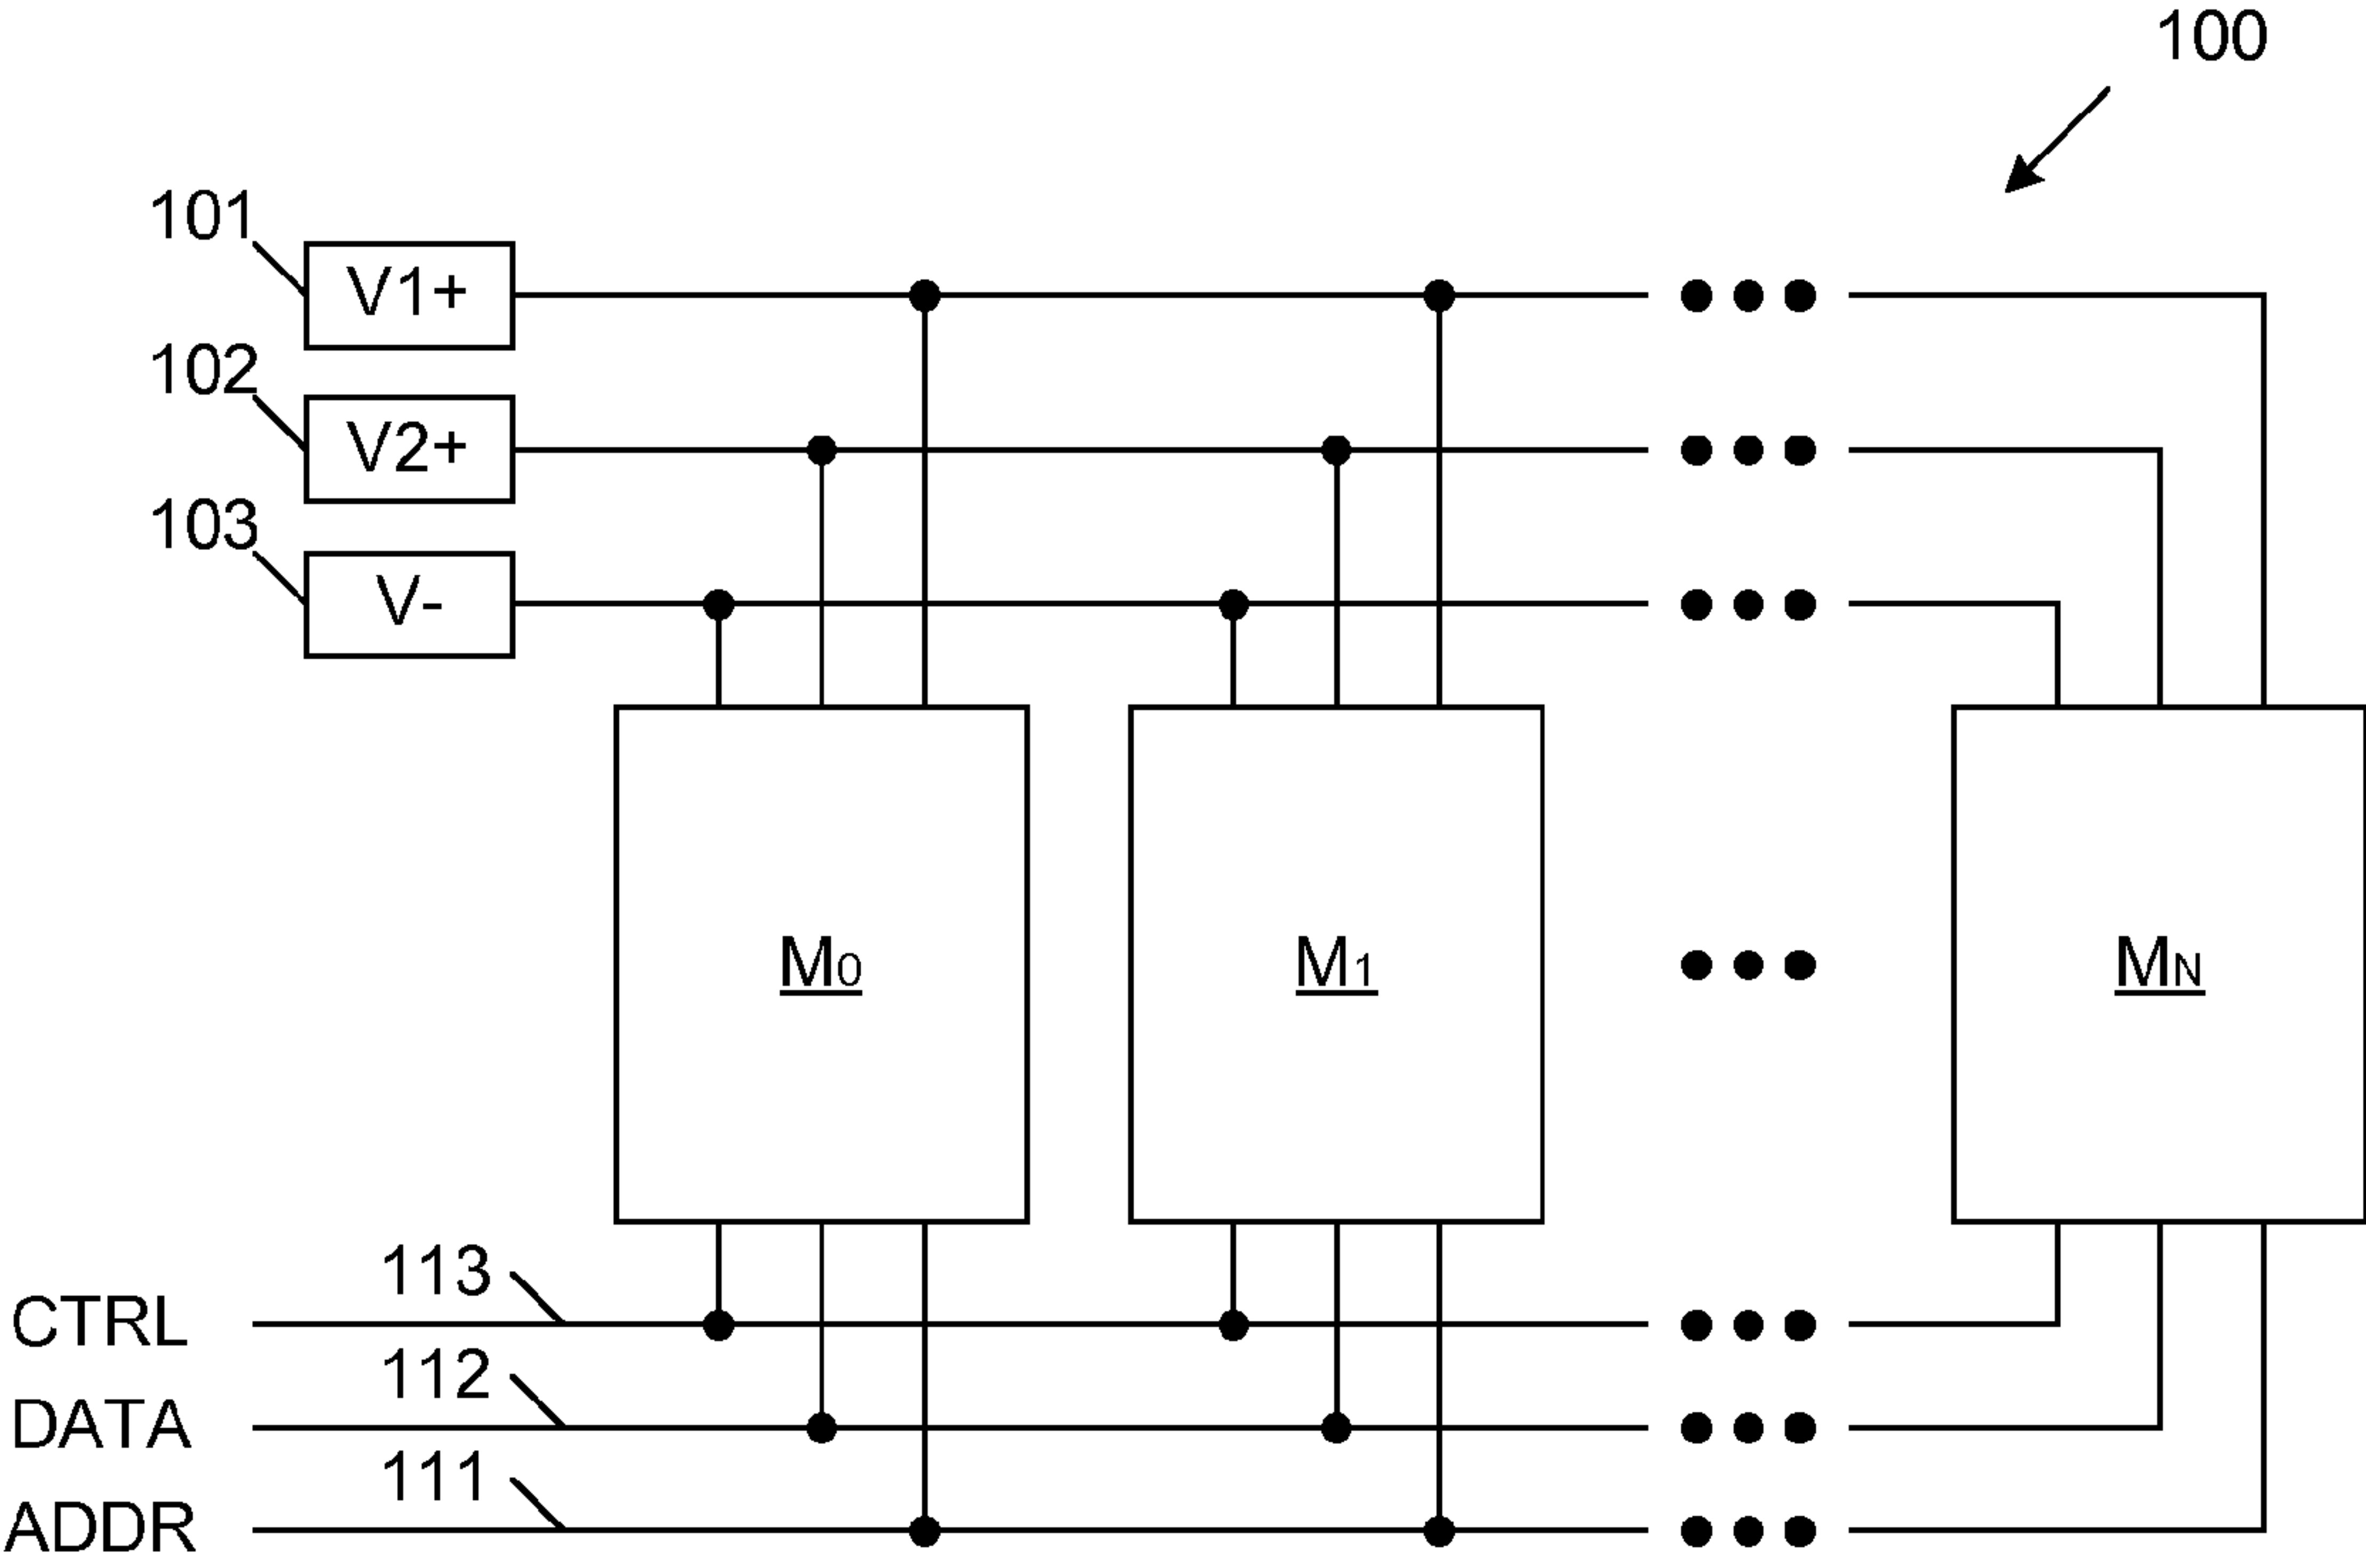 100
101
V1+
102
V2+
103
V-
M0
M1
MN
113
CTRL
112
DATA
111
ADDR